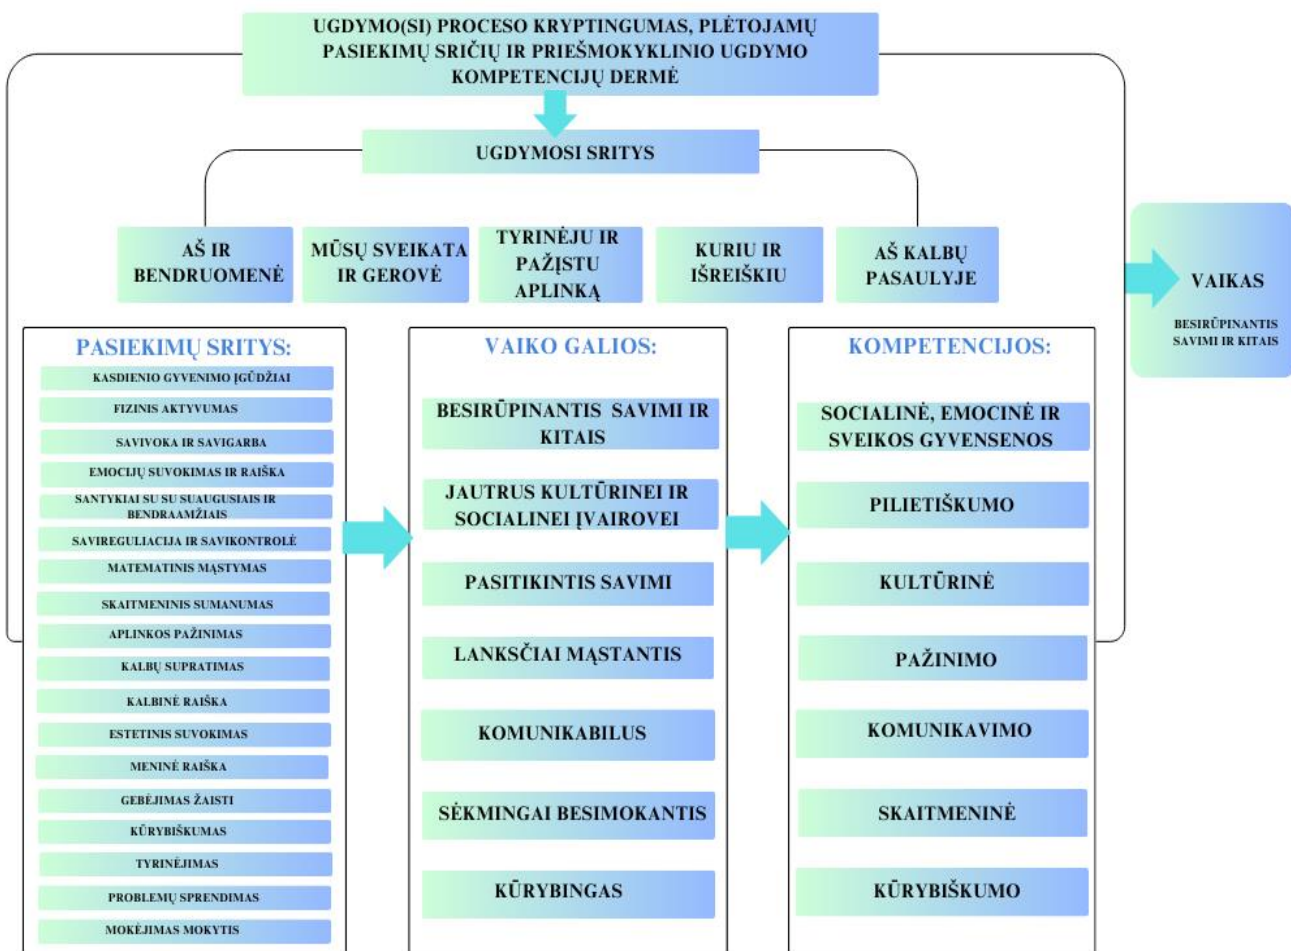 UGDYMO(SI) PROCESO KRYPTINGUMAS, PLĖTOJAMŲ
PASIEKIMŲ SRIČIŲ IR PRIEŠMOKYKLINIO UGDYMO
KOMPETENCIJŲ DERMĖ
UGDYMOSI SRITYS
AŠ IR
BENDRUOMENĖ
MŪSŲ SVEIKATA
IR GEROVĖ
TYRINĖJU IR
PAŽĮSTU
APLINKĄ
KURIU IR
IŠREIŠKIU
AŠ KALBŲ
PASAULYJE
VAIKAS
BESIRŪPINANTIS
SAVIMI IR KITAIS
PASIEKIMŲ SRITYS:
KASDIENIO GYVENIMO ĮGŪDŽIAI
FIZINIS AKTYVUMAS
SAVIVOKA IR SAVIGARBA
EMOCIJŲ SUVOKIMAS IR RAIŠKA
SANTYKIAI SU SU SUAUGUSIAIS IR
BENDRAAMŽIAIS
SAVIREGULIACIJA IR SAVIKONTROLĖ
MATEMATINIS MĄSTYMAS
SKAITMENINIS SUMANUMAS
APLINKOS PAŽINIMAS
KALBŲ SUPRATIMAS
KALBINĖ RAIŠKA
ESTETINIS SUVOKIMAS
MENINĖ RAIŠKA
GEBĖJIMAS ŽAISTI
KŪRYBIŠKUMAS
TYRINĖJIMAS
PROBLEMŲ SPRENDIMAS
MOKĖJIMAS MOKYTIS
VAIKO GALIOS:
BESIRŪPINANTIS SAVIMI IR
KITAIS
JAUTRUS KULTŪRINEI IR
SOCIALINEI ĮVAIROVEI
PASITIKINTIS SAVIMI
LANKSČIAI MĄSTANTIS
KOMUNIKABILUS
SĖKMINGAI BESIMOKANTIS
KŪRYBINGAS
KOMPETENCIJOS:
SOCIALINĖ, EMOCINĖ IR
SVEIKOS GYVENSENOS
PILIETIŠKUMO
KULTŪRINĖ
PAŽINIMO
KOMUNIKAVIMO
SKAITMENINĖ
KŪRYBIŠKUMO